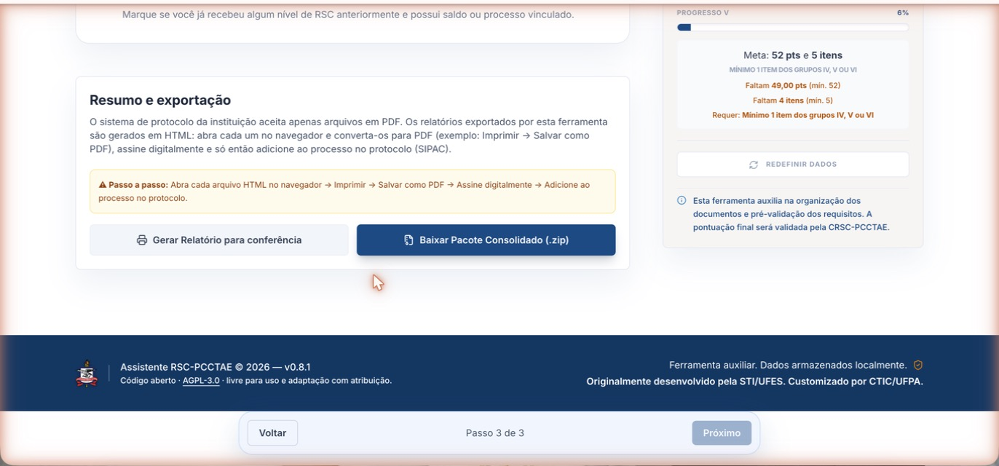 Marque se você já recebeu algum nível de RSC anteriormente e possui saldo ou processo vinculado.
Resumo e exportação
O sistema de protocolo da instituição aceita apenas arquivos em PDF. Os relatórios exportados por esta ferramenta
são gerados em HTML: abra cada um no navegador e converta-os para PDF (exemplo: Imprimir → Salvar como
PDF), assine digitalmente e só então adicione ao processo no protocolo (SIPAC).
Passo a passo: Abra cada arquivo HTML no navegador → Imprimir → Salvar como PDF → Assine digitalmente → Adicione ao
processo no protocolo.
Gerar Relatório para conferência
Baixar Pacote Consolidado (.zip)
PROGRESSO V 6%
Meta: 52 pts e 5 itens
MÍNIMO 1 ITEM DOS GRUPOS IV, V OU VI
Faltam 49,00 pts (mín. 52)
Faltam 4 itens (mín. 5)
Requer: Mínimo 1 item dos grupos IV, V ou VI
REDEFINIR DADOS
Esta ferramenta auxilia na organização dos
documentos e pré-validação dos requisitos. A
pontuação final será validada pela CRSC-PCCTAE.
Assistente RSC-PCCTAE © 2026 — v0.8.1
Código aberto · AGPL-3.0 · livre para uso e adaptação com atribuição.
Ferramenta auxiliar. Dados armazenados localmente.
Originalmente desenvolvido pela STI/UFES. Customizado por CTIC/UFPA.
Voltar
Passo 3 de 3
Próximo